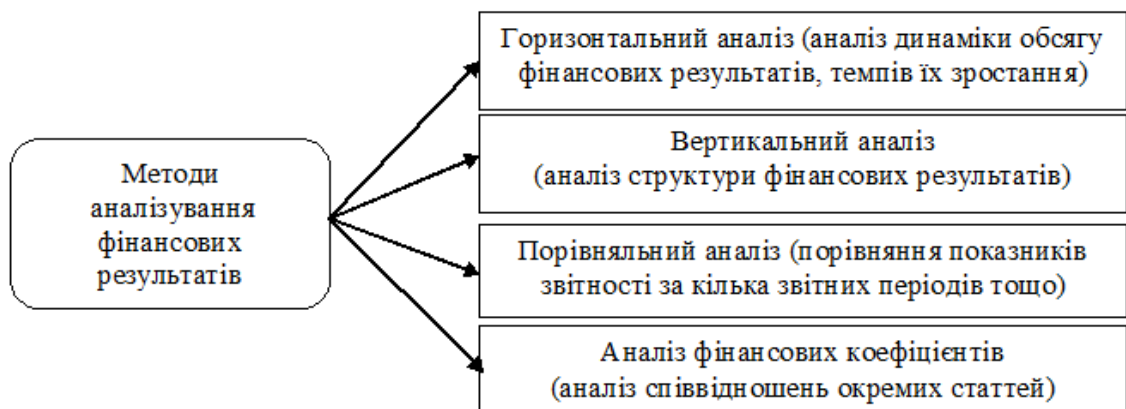 Методи
аналізування
фінансових
результатів
Горизонтальний аналіз (аналіз динаміки обсягу
фінансових результатів, темпів їх зростання)
Вертикальний аналіз
(аналіз структури фінансових результатів)
Порівняльний аналіз (порівняння показників
звітності за кілька звітних періодів тощо)
Аналіз фінансових коефіцієнтів
(аналіз співвідношень окремих статтей)